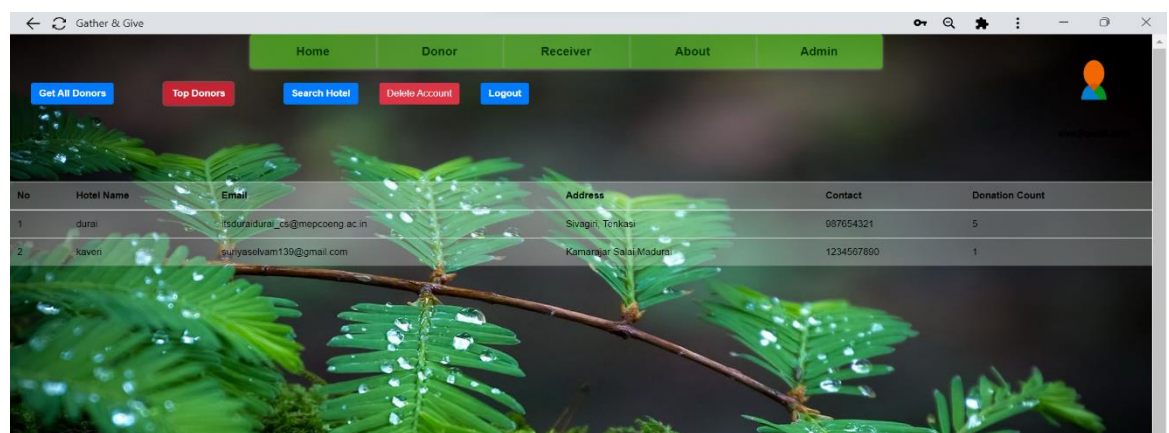 Gather & Give
Home Donor Receiver About Admin
Get All Donors Top Donors Search Hotel Delete Account Logout
No Hotel Name Email Address Contact Donation Count
1 durai itsduraidurai_cs@mepcoeng.ac.in Sivagiri, Tenkasi 987654321 5
2 kaveri suriyaselvam139@gmail.com Kamarajar Salai,Madurai 1234567890 1